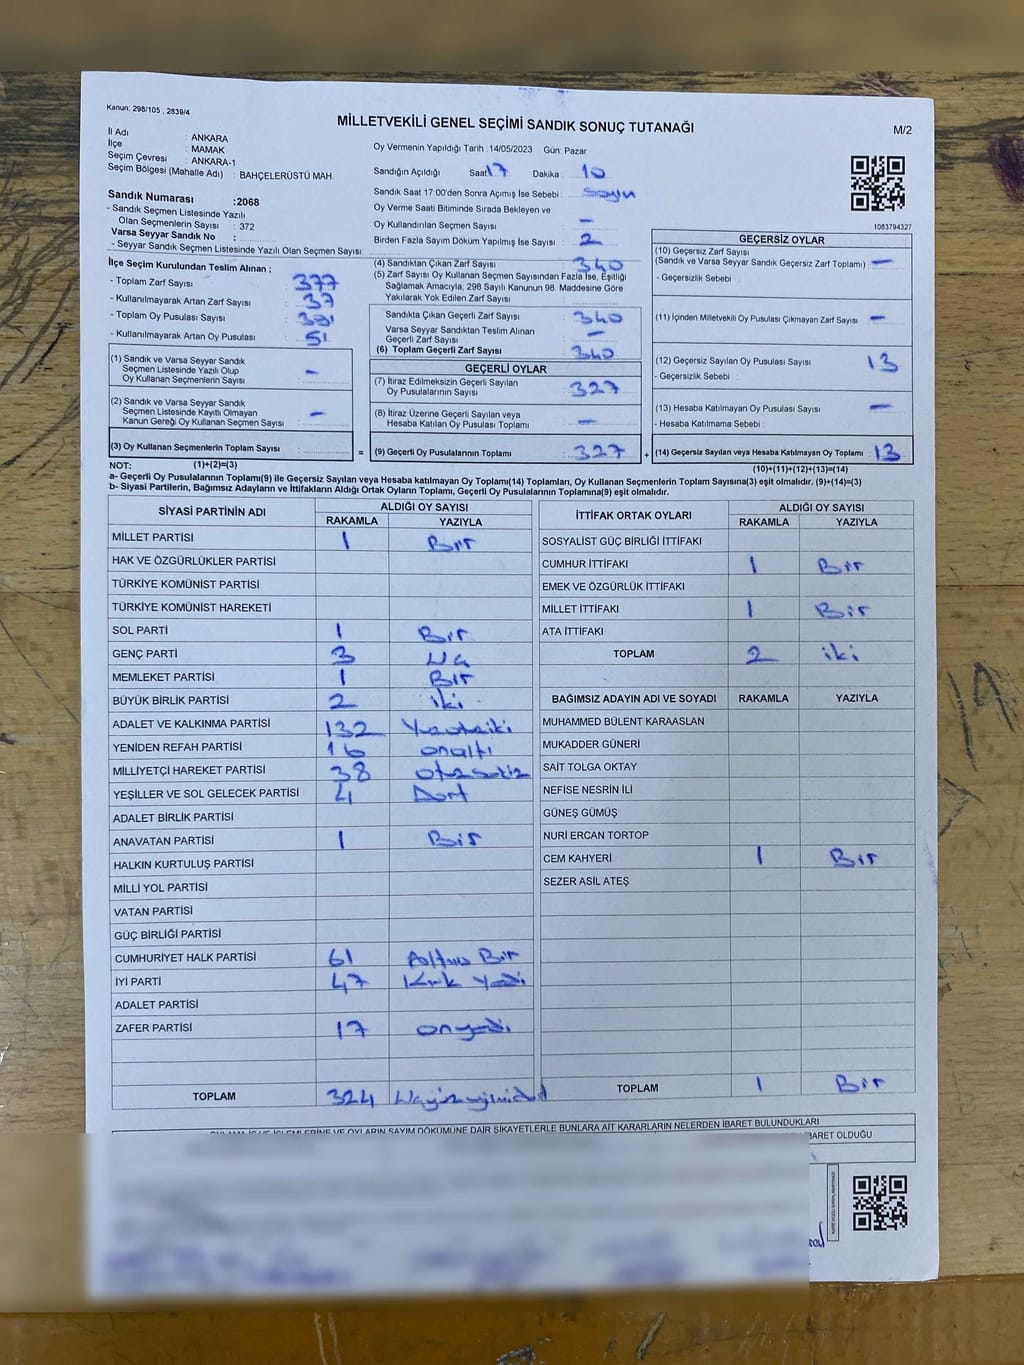 Kanun: 298/105 , 2839/4
MİLLETVEKİLİ GENEL SEÇİMİ SANDIK SONUÇ TUTANAĞI
M/2
İl Adı : ANKARA
İlçe : MAMAK
Seçim Çevresi : ANKARA-1
Seçim Bölgesi (Mahalle Adı) : BAHÇELERÜSTÜ MAH.
Sandık Numarası :2068
- Sandık Seçmen Listesinde Yazılı
Olan Seçmenlerin Sayısı : 372
Varsa Seyyar Sandık No :
- Seyyar Sandık Seçmen Listesinde Yazılı Olan Seçmen Sayısı
İlçe Seçim Kurulundan Teslim Alınan ;
- Toplam Zarf Sayısı : 377
- Kullanılmayarak Artan Zarf Sayısı : 37
- Toplam Oy Pusulası Sayısı :
- Kullanılmayarak Artan Oy Pusulası : 51
(1) Sandık ve Varsa Seyyar Sandık
Seçmen Listesinde Yazılı Olup
Oy Kullanan Seçmenlerin Sayısı : -
(2) Sandık ve Varsa Seyyar Sandık
Seçmen Listesinde Kayıtlı Olmayan
Kanun Gereği Oy Kullanan Seçmen Sayısı : -
(3) Oy Kullanan Seçmenlerin Toplam Sayısı :
Oy Vermenin Yapıldığı Tarih :14/05/2023 Gün: Pazar
Sandığın Açıldığı Saat 17 Dakika : 10
Sandık Saat 17:00'den Sonra Açımış İse Sebebi : Sayım
Oy Verme Saati Bitiminde Sırada Bekleyen ve
Oy Kullandırılan Seçmen Sayısı : -
Birden Fazla Sayım Döküm Yapılmış İse Sayısı : 2
(4) Sandıktan Çıkan Zarf Sayısı : 340
(5) Zarf Sayısı Oy Kullanan Seçmen Sayısından Fazla İse, Eşitliği
Sağlamak Amacıyla, 298 Sayılı Kanunun 98. Maddesine Göre
Yakılarak Yok Edilen Zarf Sayısı :
Sandıkta Çıkan Geçerli Zarf Sayısı : 340
Varsa Seyyar Sandıktan Teslim Alınan
Geçerli Zarf Sayısı : -
(6) Toplam Geçerli Zarf Sayısı : 340
GEÇERLİ OYLAR
(7) İtiraz Edilmeksizin Geçerli Sayılan
Oy Pusulalarının Sayısı : 327
(8) İtiraz Üzerine Geçerli Sayılan veya
Hesaba Katılan Oy Pusulası Toplamı : -
= (9) Geçerli Oy Pusulalarının Toplamı : 327
1083794327
GEÇERSİZ OYLAR
(10) Geçersiz Zarf Sayısı
(Sandık ve Varsa Seyyar Sandık Geçersiz Zarf Toplamı) : -
- Geçersizlik Sebebi :
(11) İçinden Milletvekili Oy Pusulası Çıkmayan Zarf Sayısı : -
(12) Geçersiz Sayılan Oy Pusulası Sayısı : 13
- Geçersizlik Sebebi :
(13) Hesaba Katılmayan Oy Pusulası Sayısı : -
- Hesaba Katılmama Sebebi :
+ (14) Geçersiz Sayılan veya Hesaba Katılmayan Oy Toplamı : 13
NOT: (1)+(2)=(3)
(10)+(11)+(12)+(13)=(14)
a- Geçerli Oy Pusulalarının Toplamı(9) ile Geçersiz Sayılan veya Hesaba katılmayan Oy Toplamı(14) Toplamları, Oy Kullanan Seçmenlerin Toplam Sayısına(3) eşit olmalıdır. (9)+(14)=(3)
b- Siyasi Partilerin, Bağımsız Adayların ve İttifakların Aldığı Ortak Oyların Toplamı, Geçerli Oy Pusulalarının Toplamına(9) eşit olmalıdır.
SİYASİ PARTİNİN ADI ALDIĞI OY SAYISI
RAKAMLA YAZIYLA
MİLLET PARTİSİ 1 Bir
HAK VE ÖZGÜRLÜKLER PARTİSİ
TÜRKİYE KOMÜNİST PARTİSİ
TÜRKİYE KOMÜNİST HAREKETİ
SOL PARTİ 1 Bir
GENÇ PARTİ 3 Üç
MEMLEKET PARTİSİ 1 Bir
BÜYÜK BİRLİK PARTİSİ 2 iki
ADALET VE KALKINMA PARTİSİ 132 Yüzotuziki
YENİDEN REFAH PARTİSİ 16 onaltı
MİLLİYETÇİ HAREKET PARTİSİ 38 otuzsekiz
YEŞİLLER VE SOL GELECEK PARTİSİ 4 Dört
ADALET BİRLİK PARTİSİ
ANAVATAN PARTİSİ 1 Bir
HALKIN KURTULUŞ PARTİSİ
MİLLİ YOL PARTİSİ
VATAN PARTİSİ
GÜÇ BİRLİĞİ PARTİSİ
CUMHURİYET HALK PARTİSİ 61 Altmış Bir
İYİ PARTİ 47 Kırk Yedi
ADALET PARTİSİ
ZAFER PARTİSİ 17 onyedi
TOPLAM 324 Üçyüzyirmidört
İTTİFAK ORTAK OYLARI ALDIĞI OY SAYISI
RAKAMLA YAZIYLA
SOSYALİST GÜÇ BİRLİĞİ İTTİFAKI
CUMHUR İTTİFAKI 1 Bir
EMEK VE ÖZGÜRLÜK İTTİFAKI
MİLLET İTTİFAKI 1 Bir
ATA İTTİFAKI
TOPLAM 2 iki
BAĞIMSIZ ADAYIN ADI VE SOYADI RAKAMLA YAZIYLA
MUHAMMED BÜLENT KARAASLAN
MUKADDER GÜNERİ
SAİT TOLGA OKTAY
NEFİSE NESRİN İLİ
GÜNEŞ GÜMÜŞ
NURİ ERCAN TORTOP
CEM KAHYERİ 1 Bir
SEZER ASİL ATEŞ
TOPLAM 1 Bir
OYLAMA İŞ VE İŞLEMLERİNE VE OYLARIN SAYIM DÖKÜMÜNE DAİR ŞİKAYETLERLE BUNLARA AİT KARARLARIN NELERDEN İBARET BULUNDUKLARI
İBARET OLDUĞU